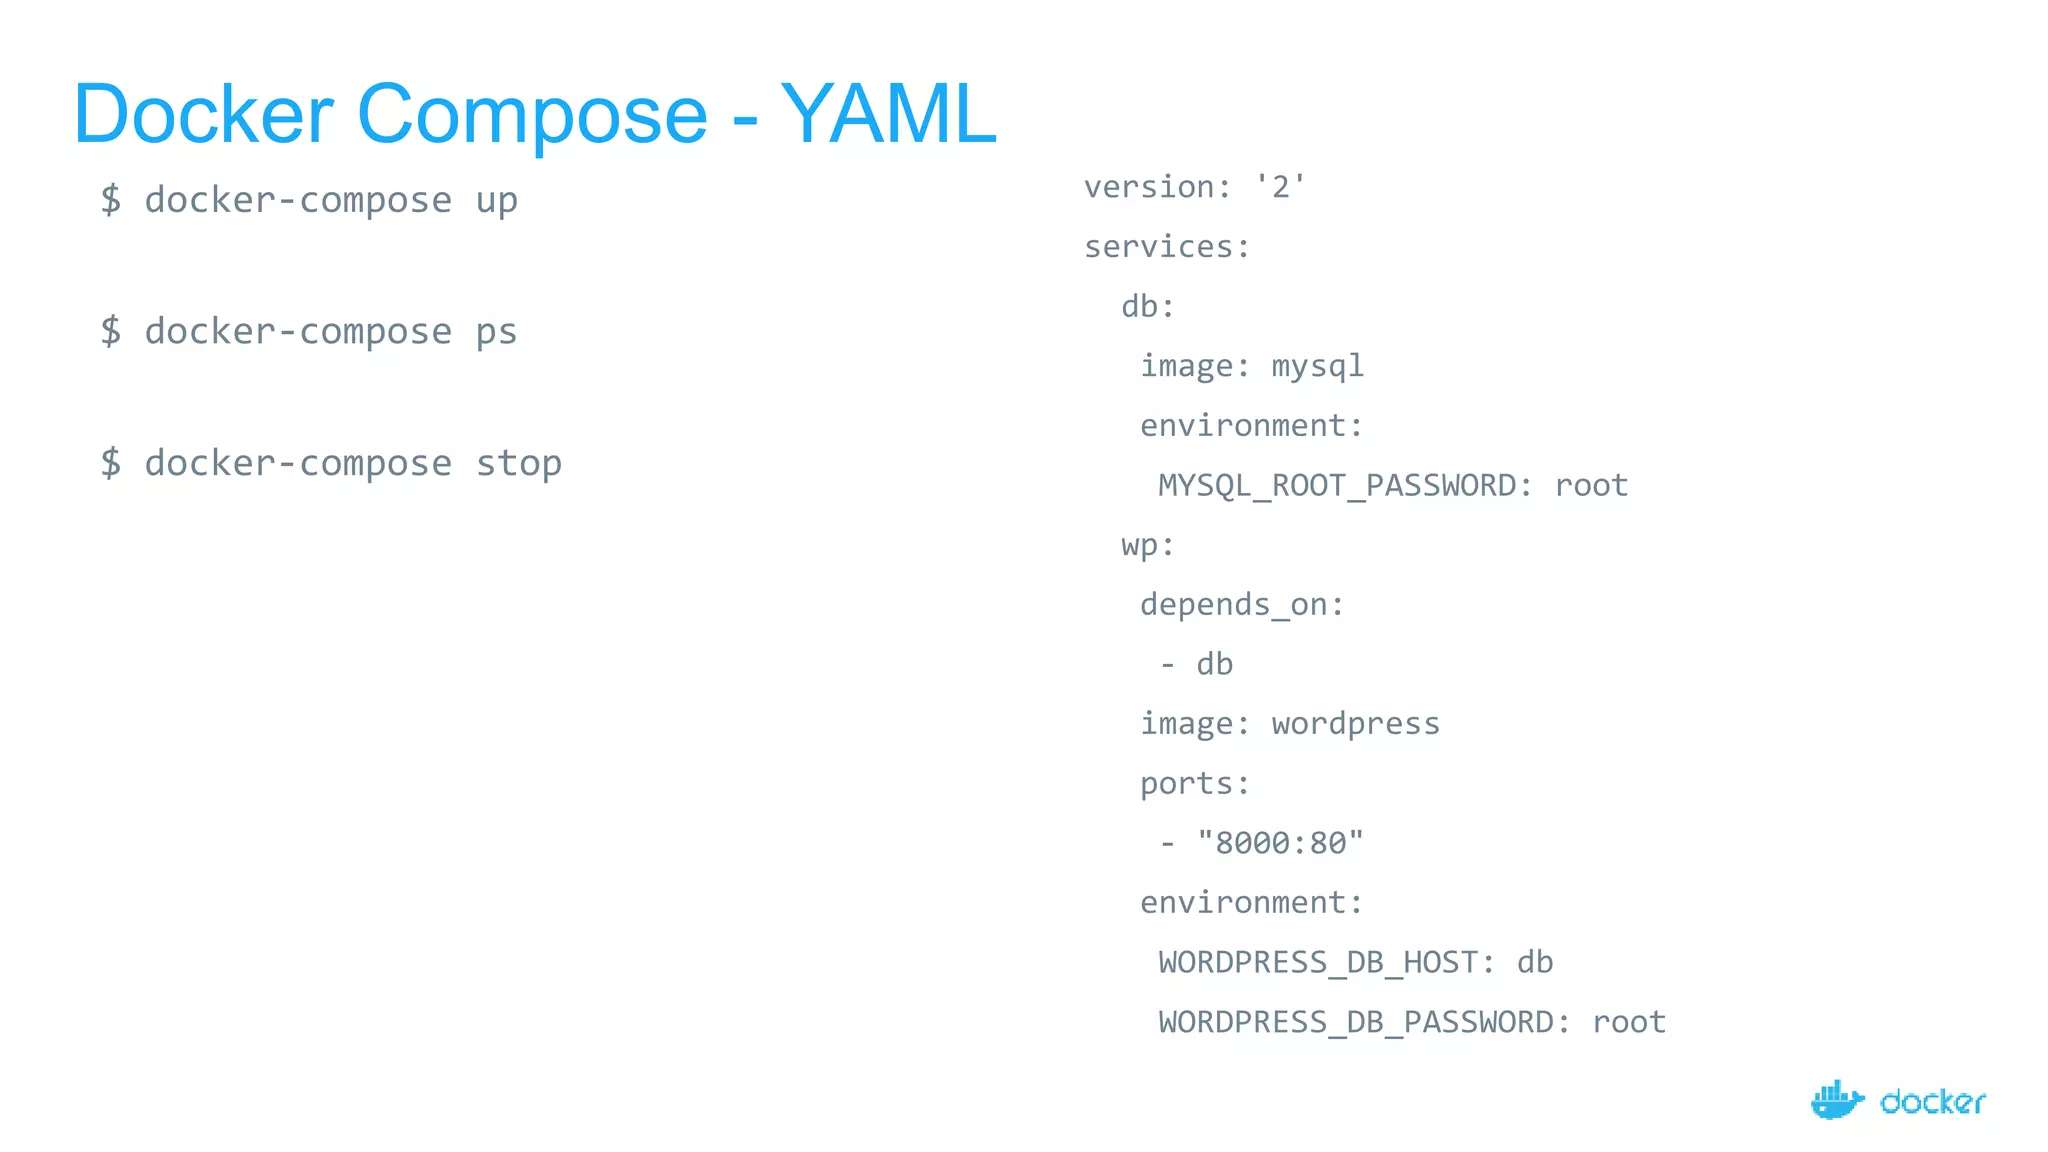 Docker Compose - YAML
$ docker-compose up
$ docker-compose ps
$ docker-compose stop
version: '2'
services:
  db:
   image: mysql
   environment:
    MYSQL_ROOT_PASSWORD: root
  wp:
   depends_on:
    - db
   image: wordpress
   ports:
    - "8000:80"
   environment:
    WORDPRESS_DB_HOST: db
    WORDPRESS_DB_PASSWORD: root
docker